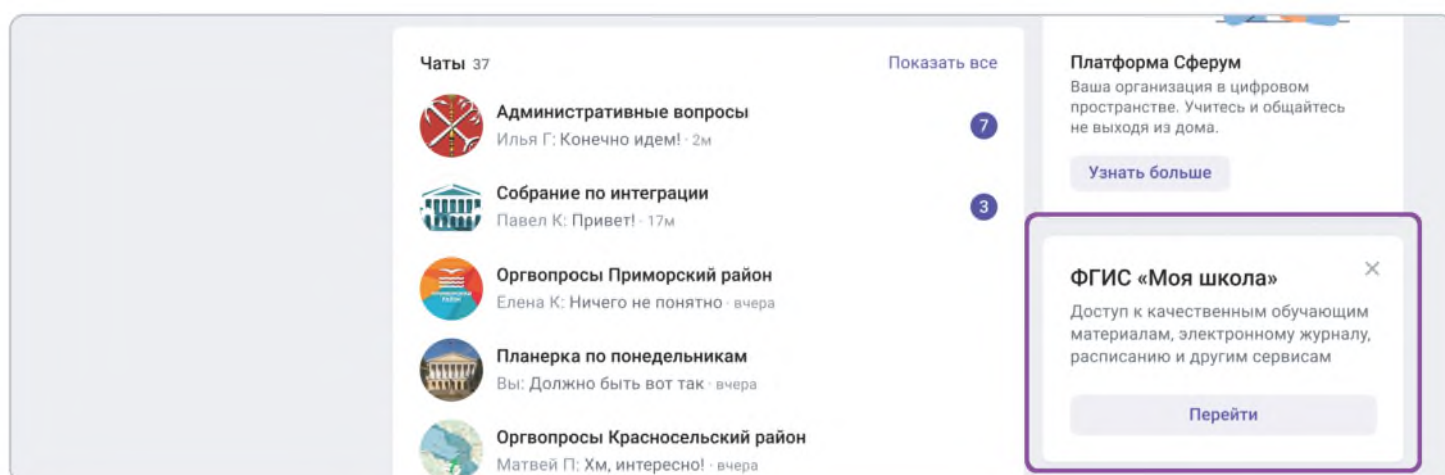 Чаты 37
Показать все
Административные вопросы
Илья Г: Конечно идем! · 2м
7
Собрание по интеграции
Павел К: Привет! · 17м
3
Оргвопросы Приморский район
Елена К: Ничего не понятно · вчера
Планерка по понедельникам
Вы: Должно быть вот так · вчера
Оргвопросы Красносельский район
Матвей П: Хм, интересно! · вчера
Платформа Сферум
Ваша организация в цифровом
пространстве. Учитесь и общайтесь
не выходя из дома.
Узнать больше
ФГИС «Моя школа»
Доступ к качественным обучающим
материалам, электронному журналу,
расписанию и другим сервисам
Перейти